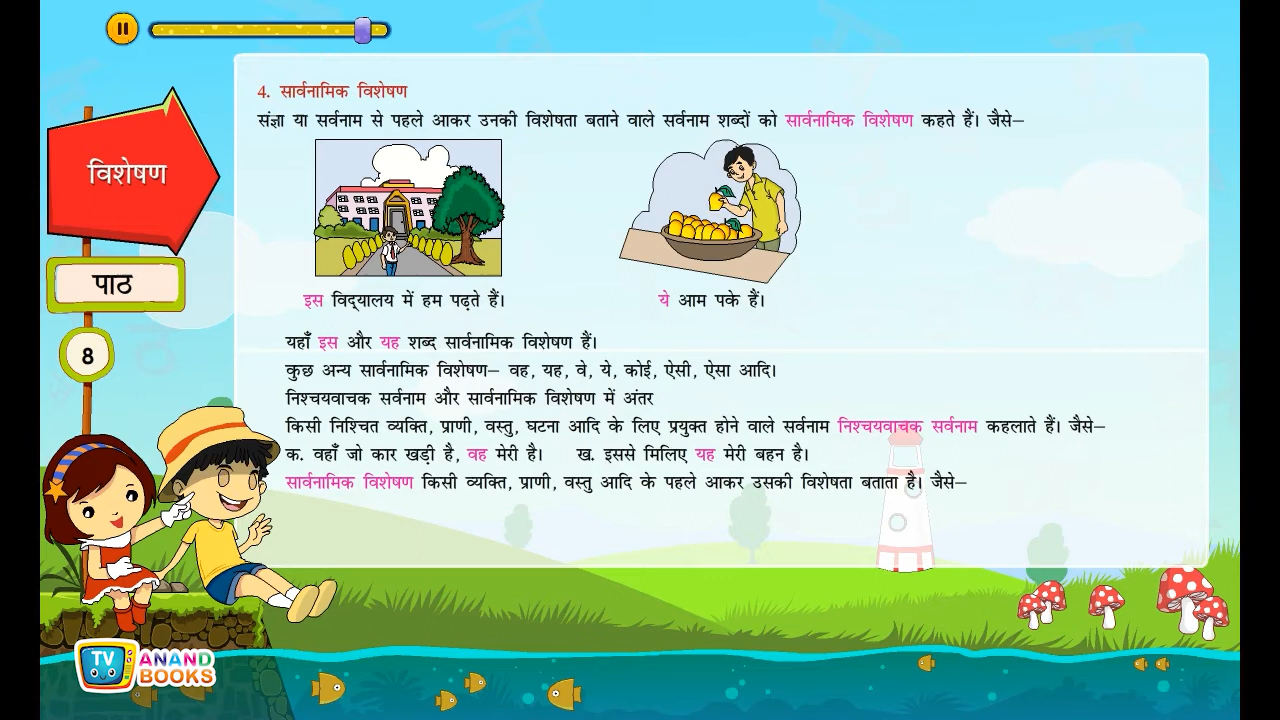 4. सार्वनामिक विशेषण
संज्ञा या सर्वनाम से पहले आकर उनकी विशेषता बताने वाले सर्वनाम शब्दों को सार्वनामिक विशेषण कहते हैं। जैसे–
विशेषण
पाठ
8
इस विद्यालय में हम पढ़ते हैं।
ये आम पके हैं।
यहाँ इस और यह शब्द सार्वनामिक विशेषण हैं।
कुछ अन्य सार्वनामिक विशेषण– वह, यह, वे, ये, कोई, ऐसी, ऐसा आदि।
निश्चयवाचक सर्वनाम और सार्वनामिक विशेषण में अंतर
किसी निश्चित व्यक्ति, प्राणी, वस्तु, घटना आदि के लिए प्रयुक्त होने वाले सर्वनाम निश्चयवाचक सर्वनाम कहलाते हैं। जैसे–
क. वहाँ जो कार खड़ी है, वह मेरी है। ख. इससे मिलिए यह मेरी बहन है।
सार्वनामिक विशेषण किसी व्यक्ति, प्राणी, वस्तु आदि के पहले आकर उसकी विशेषता बताता है। जैसे–
TV
ANAND
BOOKS